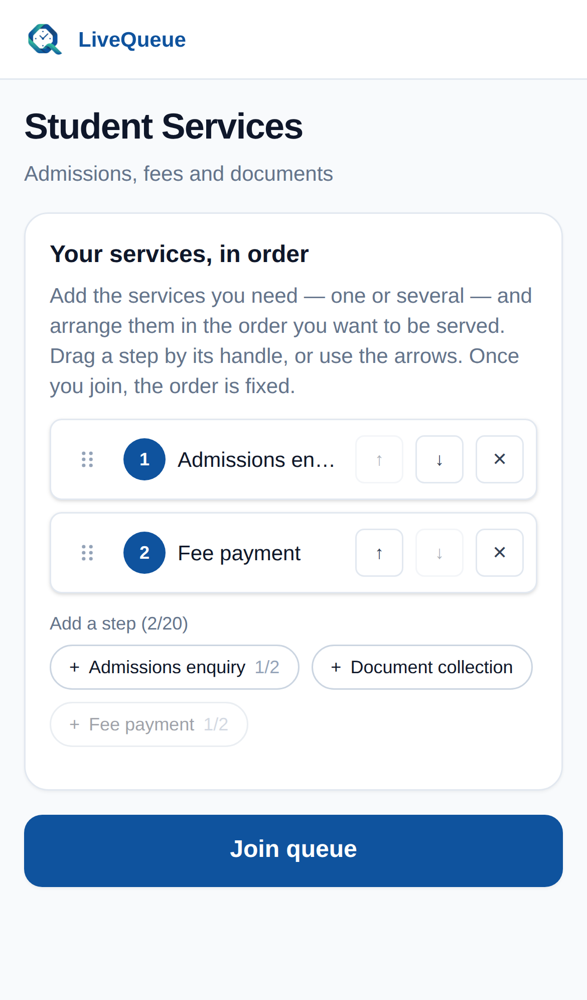 LiveQueue
Student Services
Admissions, fees and documents
Your services, in order
Add the services you need — one or several — and
arrange them in the order you want to be served.
Drag a step by its handle, or use the arrows. Once
you join, the order is fixed.
1 Admissions en… ↑ ↓ ✕
2 Fee payment ↑ ↓ ✕
Add a step (2/20)
+ Admissions enquiry 1/2 + Document collection
+ Fee payment 1/2
Join queue